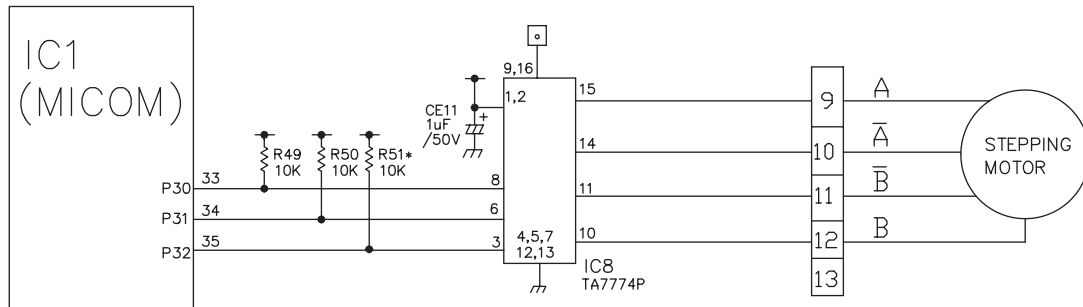 IC1
(MICOM)
P30
P31
P32
33
34
35
R49
10K
R50
10K
R51*
10K
CE11
1uF
/50V
+
9,16
1,2
8
6
3
4,5,7
12,13
15
14
11
10
IC8
TA7774P
9
10
11
12
13
A
A̅
B̅
B
STEPPING
MOTOR